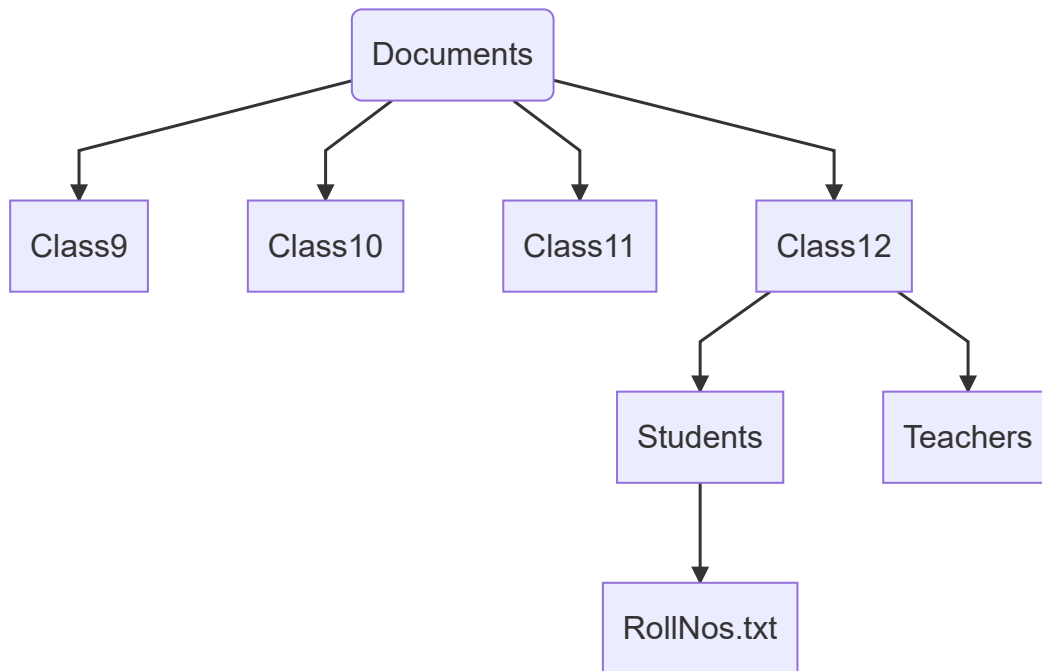 Documents
Class9
Class10
Class11
Class12
Students
Teachers
RollNos.txt